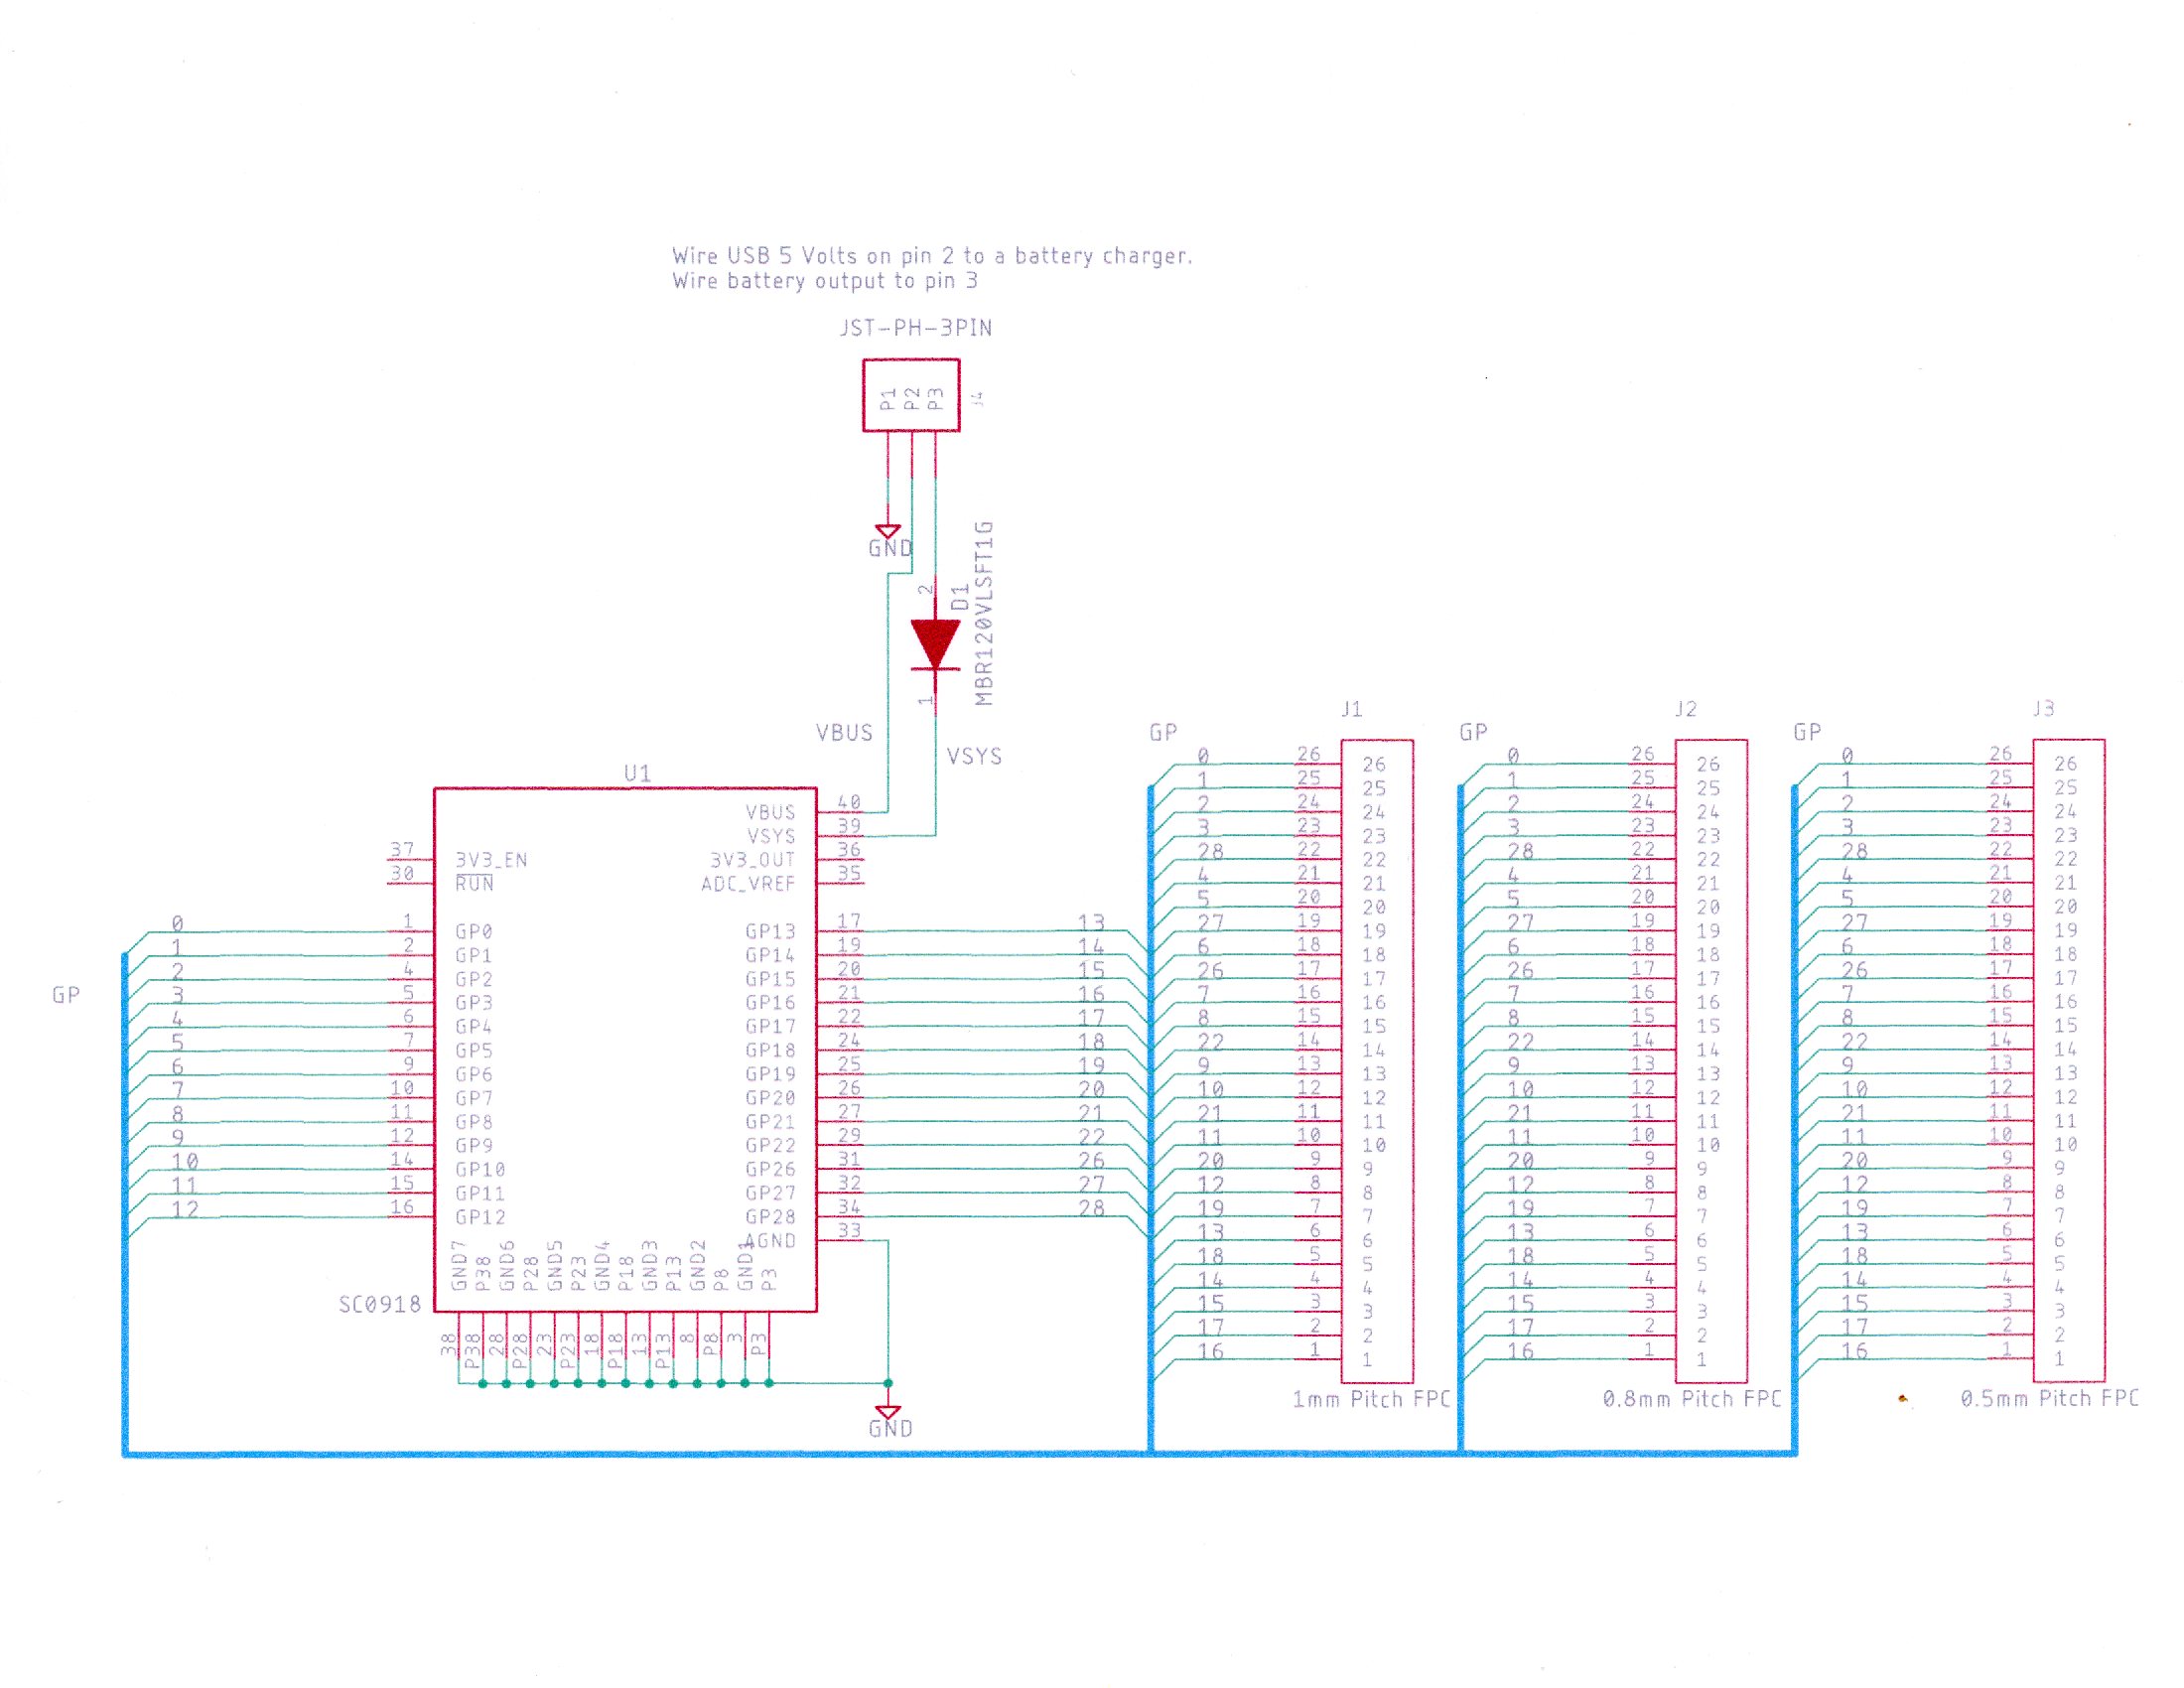 Wire USB 5 Volts on pin 2 to a battery charger.
Wire battery output to pin 3
JST-PH-3PIN
P1
P2
P3
J4
GND
2
D1
MBR120VLSFT1G
1
VBUS
VSYS
U1
VBUS 40
VSYS 39
37 3V3_EN
3V3_OUT 36
30 RUN
ADC_VREF 35
GP
0 1 GP0
1 2 GP1
2 4 GP2
3 5 GP3
4 6 GP4
5 7 GP5
6 9 GP6
7 10 GP7
8 11 GP8
9 12 GP9
10 14 GP10
11 15 GP11
12 16 GP12
GP13 17 13
GP14 19 14
GP15 20 15
GP16 21 16
GP17 22 17
GP18 24 18
GP19 25 19
GP20 26 20
GP21 27 21
GP22 29 22
GP26 31 26
GP27 32 27
GP28 34 28
AGND 33
GND7 P38 GND6 P28 GND5 P23 GND4 P18 GND3 P13 GND2 P8 GND1 P3
SC0918
38 P38 28 P28 23 P23 18 P18 13 P13 8 P8 3 P3
GND
J1
GP
0 26 26
1 25 25
2 24 24
3 23 23
28 22 22
4 21 21
5 20 20
27 19 19
6 18 18
26 17 17
7 16 16
8 15 15
22 14 14
9 13 13
10 12 12
21 11 11
11 10 10
20 9 9
12 8 8
19 7 7
13 6 6
18 5 5
14 4 4
15 3 3
17 2 2
16 1 1
1mm Pitch FPC
J2
GP
0 26 26
1 25 25
2 24 24
3 23 23
28 22 22
4 21 21
5 20 20
27 19 19
6 18 18
26 17 17
7 16 16
8 15 15
22 14 14
9 13 13
10 12 12
21 11 11
11 10 10
20 9 9
12 8 8
19 7 7
13 6 6
18 5 5
14 4 4
15 3 3
17 2 2
16 1 1
0.8mm Pitch FPC
J3
GP
0 26 26
1 25 25
2 24 24
3 23 23
28 22 22
4 21 21
5 20 20
27 19 19
6 18 18
26 17 17
7 16 16
8 15 15
22 14 14
9 13 13
10 12 12
21 11 11
11 10 10
20 9 9
12 8 8
19 7 7
13 6 6
18 5 5
14 4 4
15 3 3
17 2 2
16 1 1
0.5mm Pitch FPC